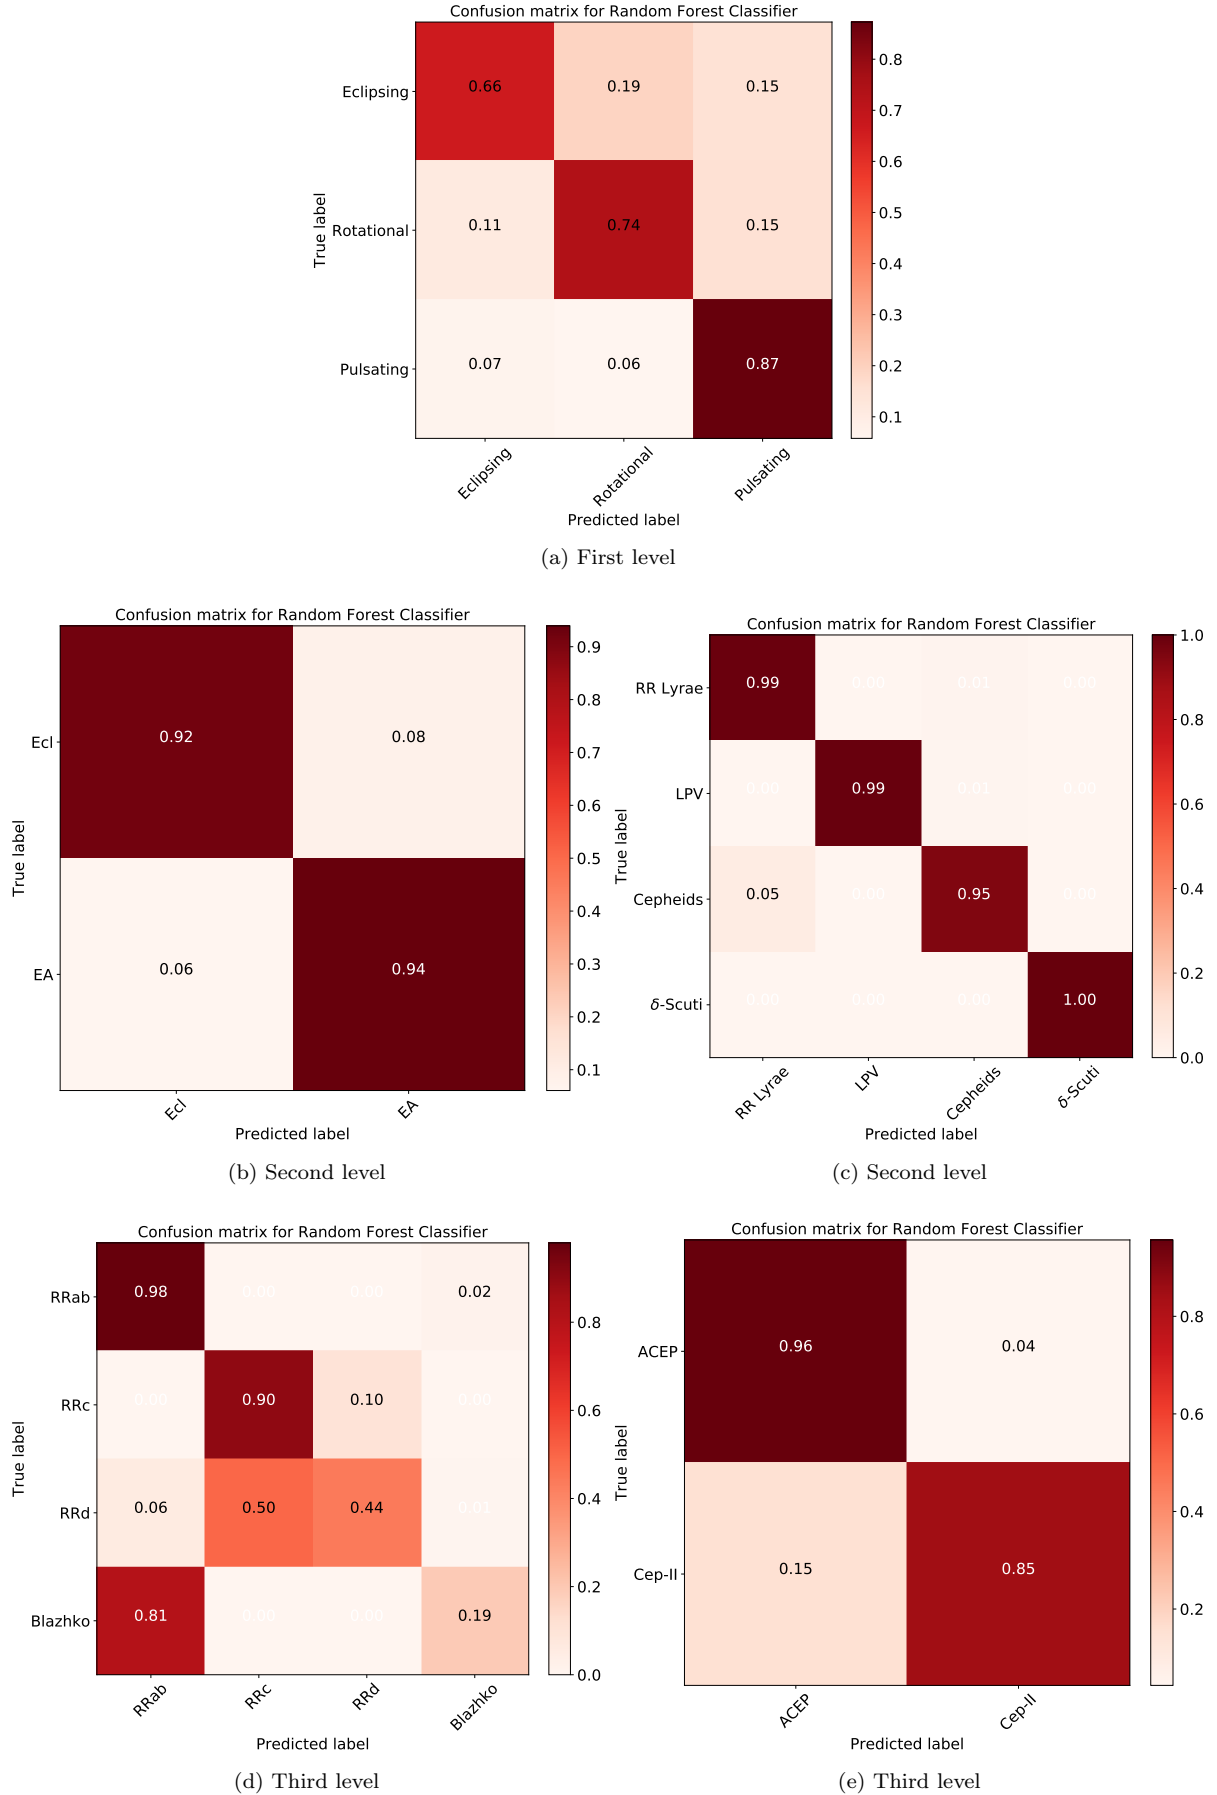 Confusion matrix for Random Forest Classifier
Eclipsing 0.66 0.19 0.15
Rotational 0.11 0.74 0.15
Pulsating 0.07 0.06 0.87
Eclipsing Rotational Pulsating
True label
Predicted label
0.8
0.7
0.6
0.5
0.4
0.3
0.2
0.1
(a) First level
Confusion matrix for Random Forest Classifier
Ecl 0.92 0.08
EA 0.06 0.94
Ecl EA
True label
Predicted label
0.9
0.8
0.7
0.6
0.5
0.4
0.3
0.2
0.1
(b) Second level
Confusion matrix for Random Forest Classifier
RR Lyrae 0.99 0.00 0.01 0.00
LPV 0.00 0.99 0.01 0.00
Cepheids 0.05 0.00 0.95 0.00
δ-Scuti 0.00 0.00 0.00 1.00
RR Lyrae LPV Cepheids δ-Scuti
True label
Predicted label
1.0
0.8
0.6
0.4
0.2
0.0
(c) Second level
Confusion matrix for Random Forest Classifier
RRab 0.98 0.00 0.00 0.02
RRc 0.00 0.90 0.10 0.00
RRd 0.06 0.50 0.44 0.01
Blazhko 0.81 0.00 0.00 0.19
RRab RRc RRd Blazhko
True label
Predicted label
0.8
0.6
0.4
0.2
0.0
(d) Third level
Confusion matrix for Random Forest Classifier
ACEP 0.96 0.04
Cep-II 0.15 0.85
ACEP Cep-II
True label
Predicted label
0.8
0.6
0.4
0.2
(e) Third level